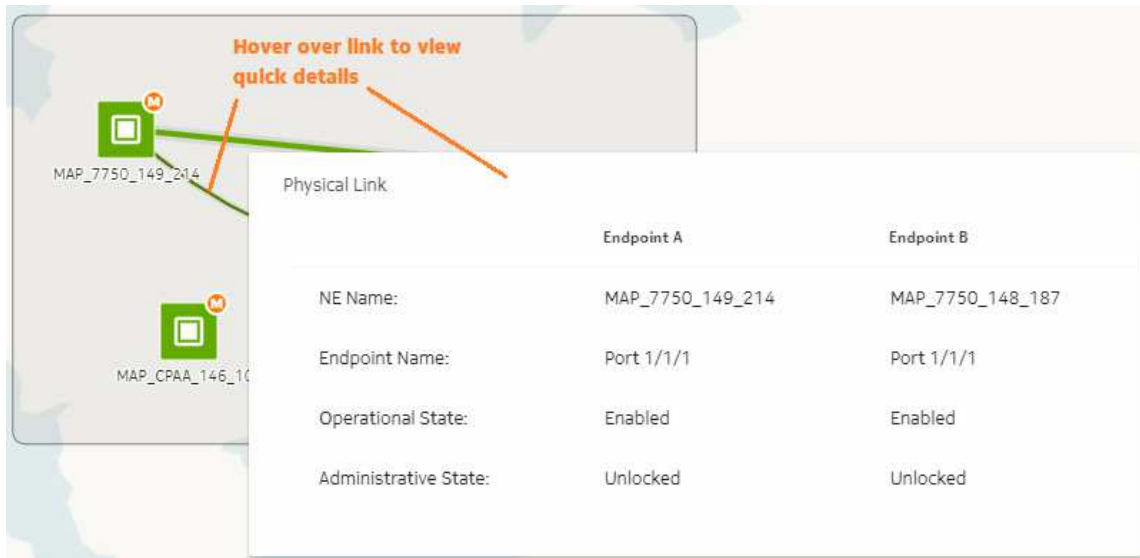 Hover over link to view
quick details
M
MAP_7750_149_214
Physical Link
Endpoint A Endpoint B
NE Name: MAP_7750_149_214 MAP_7750_148_187
M
Endpoint Name: Port 1/1/1 Port 1/1/1
MAP_CPAA_146_10
Operational State: Enabled Enabled
Administrative State: Unlocked Unlocked